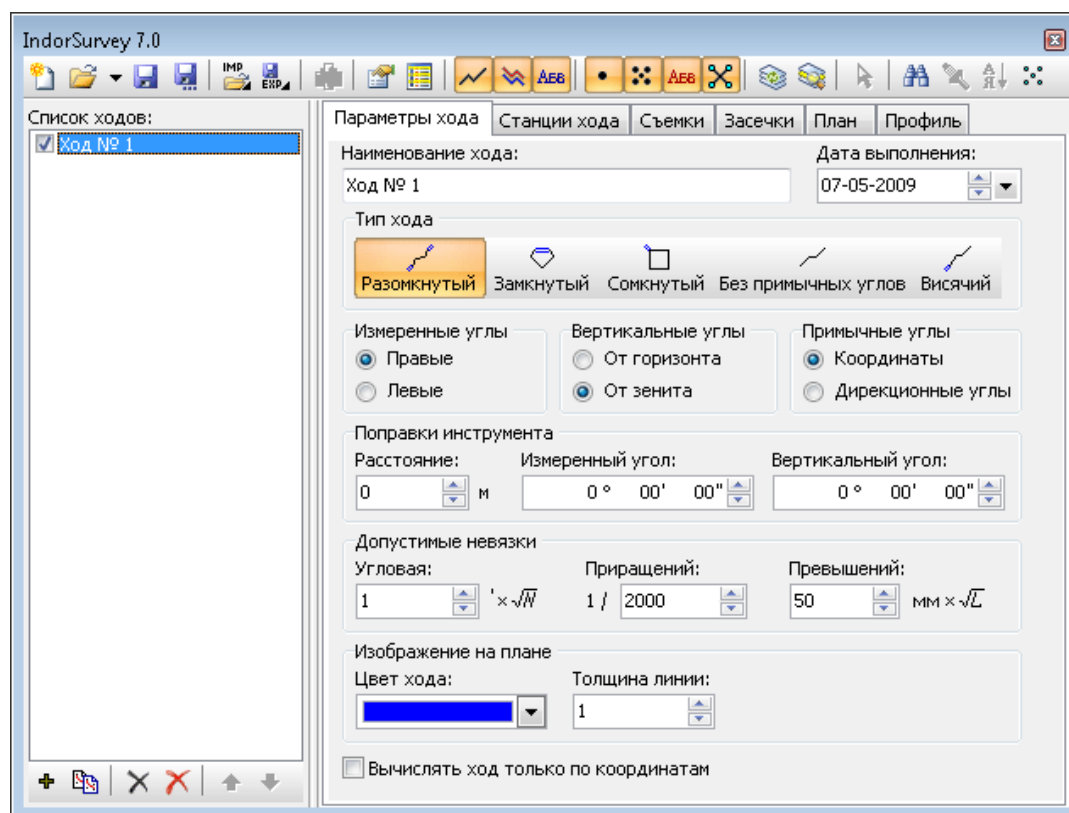 IndorSurvey 7.0
IMP EXP
АБВ АБВ А Я
Список ходов:
Ход № 1
Параметры хода Станции хода Съемки Засечки План Профиль
Наименование хода: Дата выполнения:
Ход № 1 07-05-2009
Тип хода
Разомкнутый Замкнутый Сомкнутый Без примычных углов Висячий
Измеренные углы Вертикальные углы Примычные углы
Правые От горизонта Координаты
Левые От зенита Дирекционные углы
Поправки инструмента
Расстояние: Измеренный угол: Вертикальный угол:
0 м 0 ° 00' 00" 0 ° 00' 00"
Допустимые невязки
Угловая: Приращений: Превышений:
1 ' × √N 1 / 2000 50 мм × √L
Изображение на плане
Цвет хода: Толщина линии:
1
Вычислять ход только по координатам